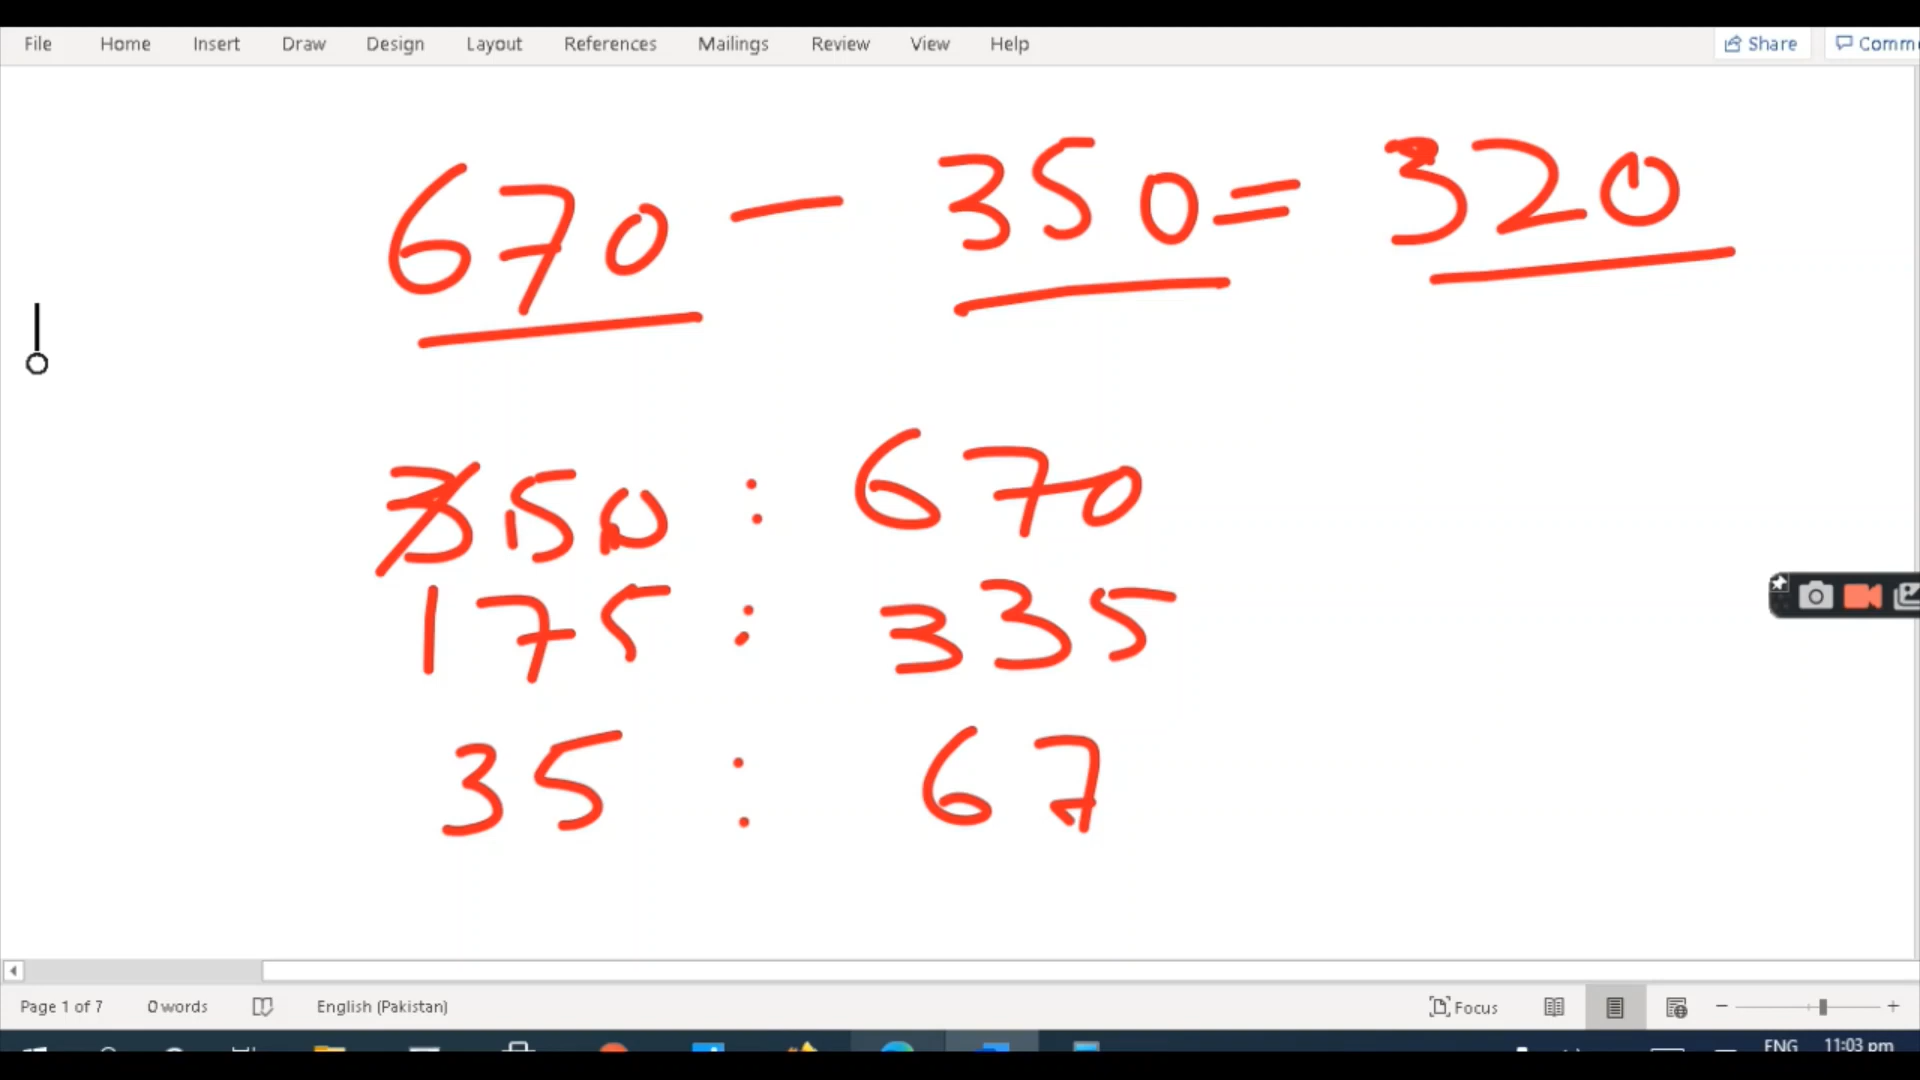 File Home Insert Draw Design Layout References Mailings Review View Help Share Comm
670 - 350 = 320
350 : 670
175 : 335
35 : 67
Page 1 of 7 0 words English (Pakistan) Focus - +
ENG 11:03 pm